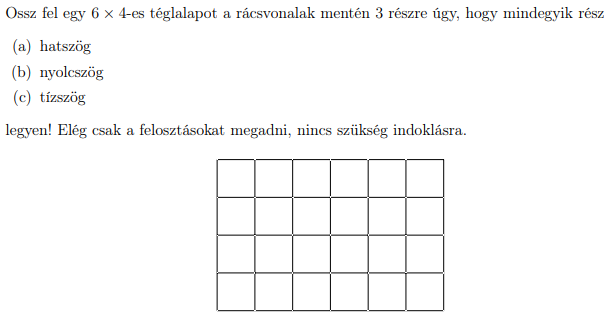 Ossz fel egy 6 × 4-es téglalapot a rácsvonalak mentén 3 részre úgy, hogy mindegyik rész
(a) hatszög
(b) nyolcszög
(c) tízszög
legyen! Elég csak a felosztásokat megadni, nincs szükség indoklásra.